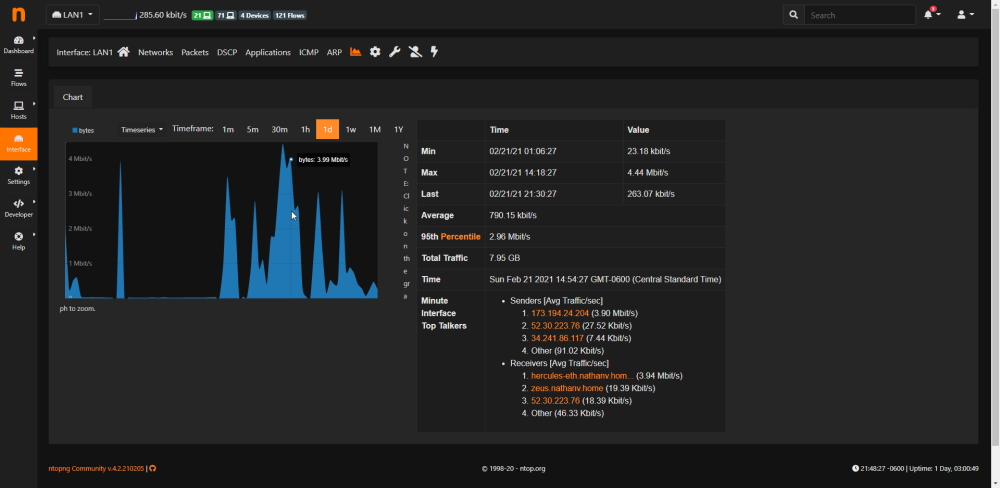 n
LAN1
285.60 kbit/s
21
71
4 Devices
121 Flows
Search
Dashboard
Flows
Hosts
Interface
Settings
Developer
Help
Interface: LAN1 Networks Packets DSCP Applications ICMP ARP
Chart
bytes
Timeseries
Timeframe: 1m 5m 30m 1h 1d 1w 1M 1Y
4 Mbit/s
3 Mbit/s
2 Mbit/s
1 Mbit/s
bytes: 3.99 Mbit/s
N
O
T
E:
Cl
ic
k
o
n
th
e
gr
a
ph to zoom.
Time Value
Min 02/21/21 01:06:27 23.18 kbit/s
Max 02/21/21 14:18:27 4.44 Mbit/s
Last 02/21/21 21:30:27 263.07 kbit/s
Average 790.15 kbit/s
95th Percentile 2.96 Mbit/s
Total Traffic 7.95 GB
Time Sun Feb 21 2021 14:54:27 GMT-0600 (Central Standard Time)
Minute
Interface
Top Talkers
Senders [Avg Traffic/sec]
1. 173.194.24.204 (3.90 Mbit/s)
2. 52.30.223.76 (27.52 Kbit/s)
3. 34.241.86.117 (7.44 Kbit/s)
4. Other (91.02 Kbit/s)
Receivers [Avg Traffic/sec]
1. hercules-eth.nathanv.hom... (3.94 Mbit/s)
2. zeus.nathanv.home (19.39 Kbit/s)
3. 52.30.223.76 (18.39 Kbit/s)
4. Other (46.33 Kbit/s)
ntopng Community v.4.2.210205 |
© 1998-20 - ntop.org
21:48:27 -0600 | Uptime: 1 Day, 03:00:49